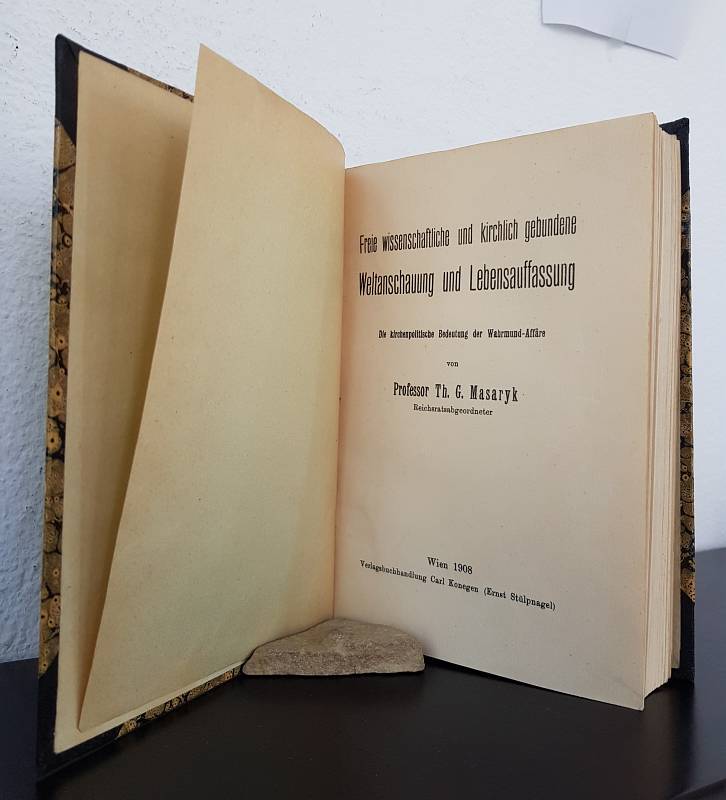 Freie wissenschaftliche und kirchlich gebundene
Weltanschauung und Lebensauffassung
Die kirchenpolitische Bedeutung der Wahrmund-Affäre
von
Professor Th. G. Masaryk
Reichsratsabgeordneter
Wien 1908
Verlagsbuchhandlung Carl Konegen (Ernst Stülpnagel)